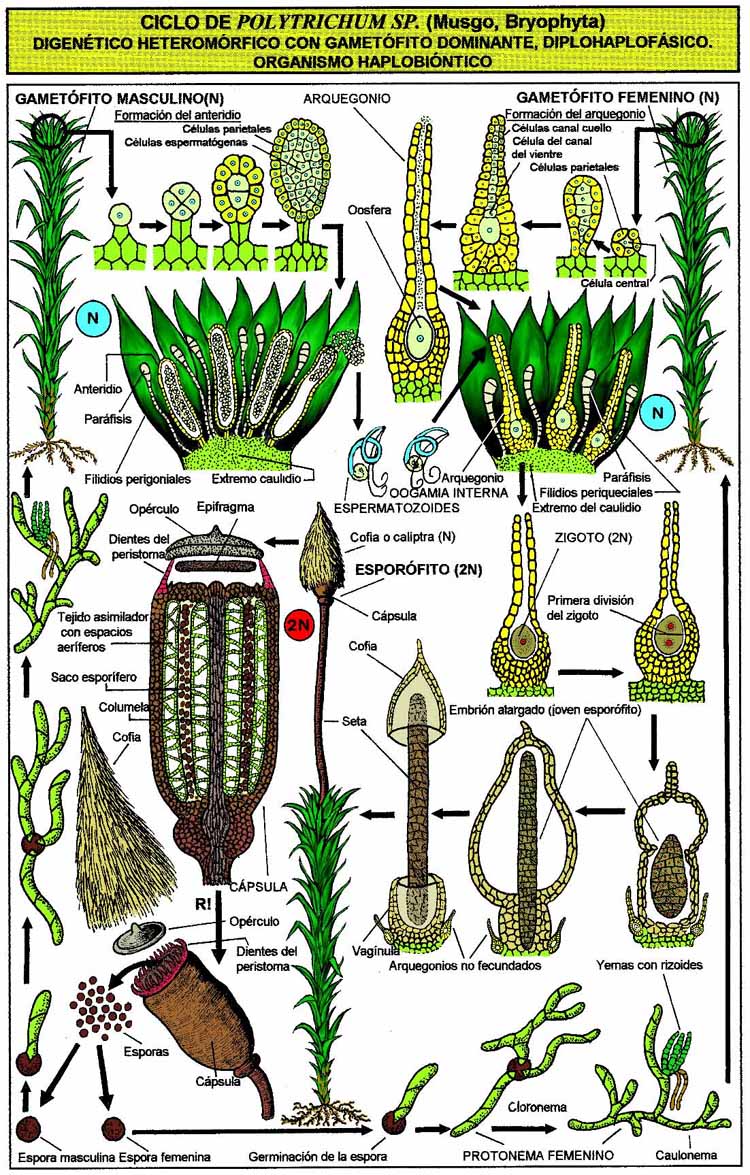 CICLO DE POLYTRICHUM SP. (Musgo, Bryophyta)
DIGENÉTICO HETEROMÓRFICO CON GAMETÓFITO DOMINANTE, DIPLOHAPLOFÁSICO.
ORGANISMO HAPLOBIÓNTICO
GAMETÓFITO MASCULINO(N)
Formación del anteridio
Células parietales
Células espermatógenas
ARQUEGONIO
GAMETÓFITO FEMENINO (N)
Formación del arquegonio
Células canal cuello
Célula del canal
del vientre
Células parietales
Oosfera
Célula central
N
Anteridio
Paráfisis
Filidios perigoniales
Extremo caulidio
N
Arquegonio
OOGAMIA INTERNA
ESPERMATOZOIDES
Paráfisis
Filidios periqueciales
Extremo del caulidio
Opérculo
Epifragma
Dientes del
peristoma
Cofia o caliptra (N)
ESPORÓFITO (2N)
Cápsula
2N
ZIGOTO (2N)
Primera división
del zigoto
Tejido asimilador
con espacios
aeríferos
Saco esporífero
Columela
Cofia
Cofia
Seta
Embrión alargado (joven esporófito)
CÁPSULA
R!
Opérculo
Dientes del
peristoma
Vagínula
Arquegonios no fecundados
Yemas con rizoides
Esporas
Cápsula
Cloronema
Espora masculina
Espora femenina
Germinación de la espora
PROTONEMA FEMENINO
Caulonema